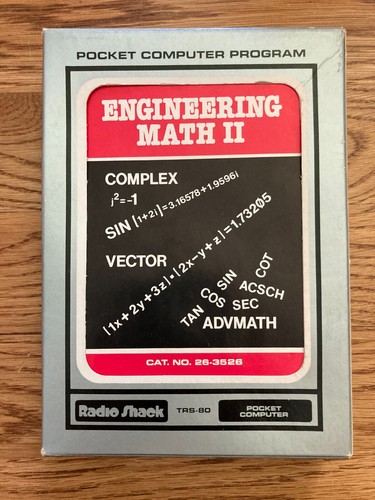 POCKET COMPUTER PROGRAM
ENGINEERING
MATH II
COMPLEX
j²=-1
SIN [1+2i]=3.16578+1.9596i
VECTOR
[1x+2y+3z]•[2x-y+z]=1.73205
COT
SIN
ACSCH
COS
SEC
TAN
CO
ADVMATH
CAT. NO. 26-3526
Radio Shack
TRS-80
POCKET
COMPUTER